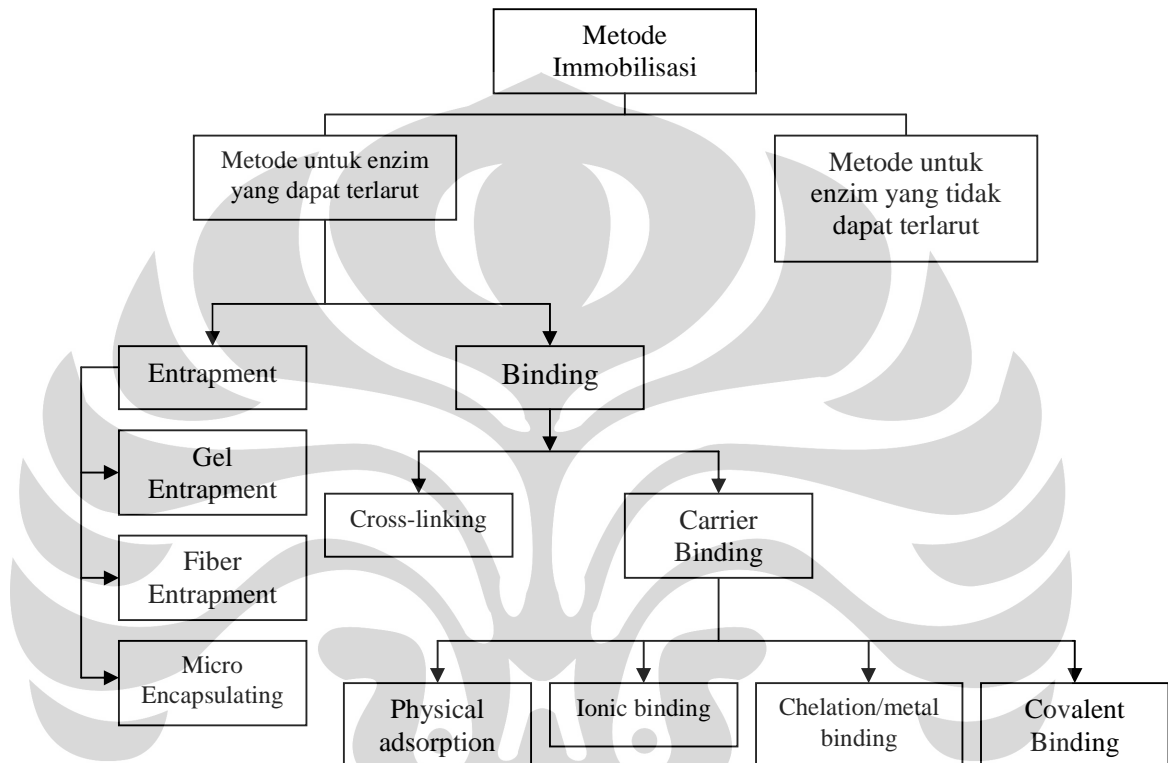 Metode
Immobilisasi
Metode untuk enzim
yang dapat terlarut
Metode untuk
enzim yang tidak
dapat terlarut
Entrapment
Binding
Gel
Entrapment
Cross-linking
Carrier
Binding
Fiber
Entrapment
Micro
Encapsulating
Physical
adsorption
Ionic binding
Chelation/metal
binding
Covalent
Binding